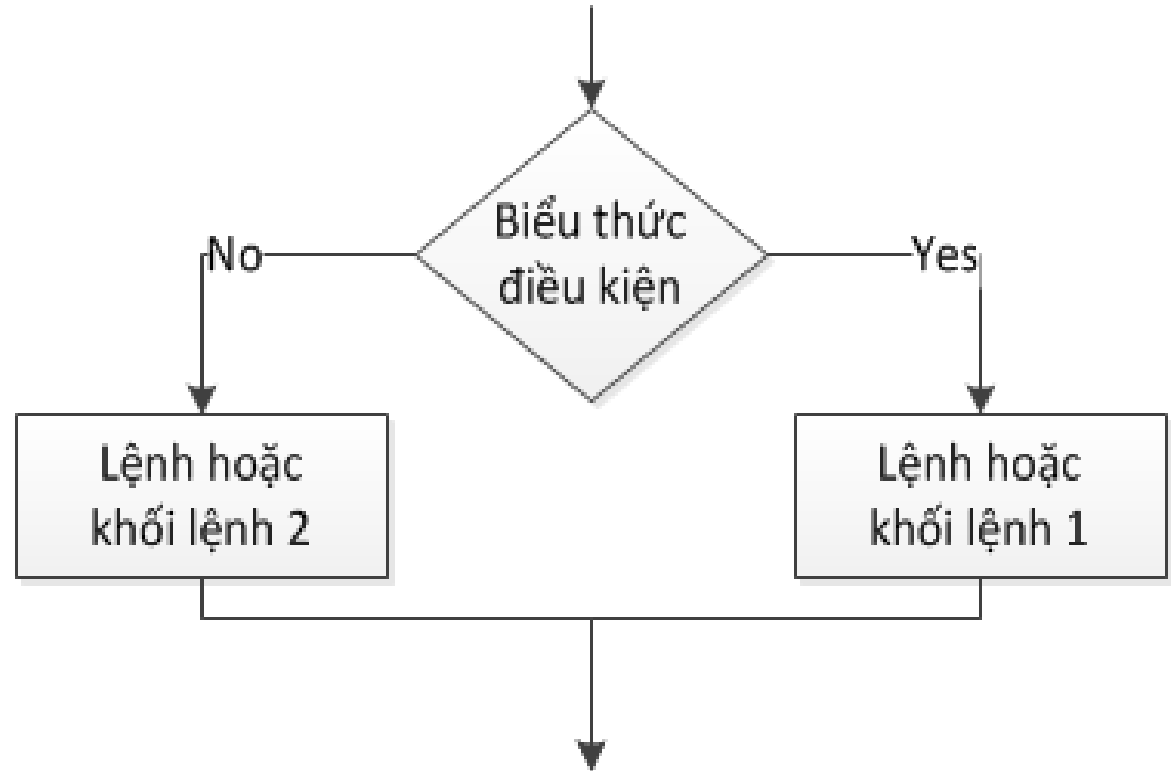 Biểu thức
điều kiện
No
Yes
Lệnh hoặc
khối lệnh 2
Lệnh hoặc
khối lệnh 1